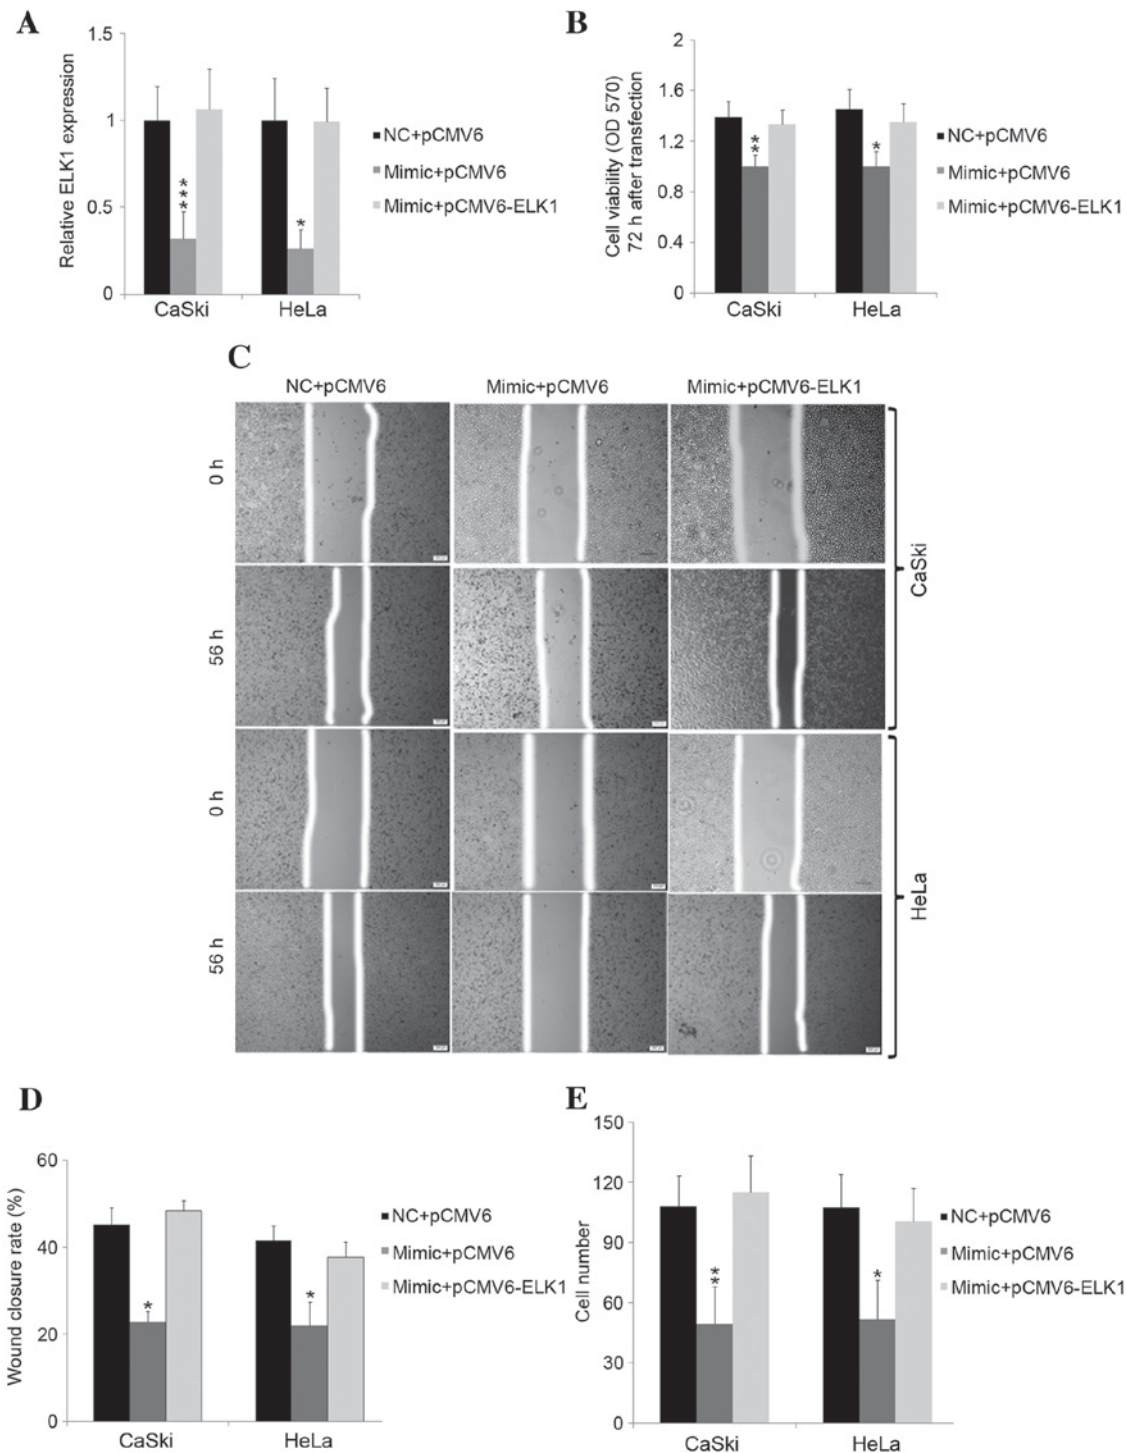 A
1.5
1
0.5
0
Relative ELK1 expression
***
*
CaSki
HeLa
NC+pCMV6
Mimic+pCMV6
Mimic+pCMV6-ELK1
B
2
1.6
1.2
0.8
0.4
0
Cell viability (OD 570)
72 h after transfection
**
*
CaSki
HeLa
NC+pCMV6
Mimic+pCMV6
Mimic+pCMV6-ELK1
C
NC+pCMV6
Mimic+pCMV6
Mimic+pCMV6-ELK1
0 h
56 h
CaSki
0 h
56 h
HeLa
D
60
40
20
0
Wound closure rate (%)
*
*
CaSki
HeLa
NC+pCMV6
Mimic+pCMV6
Mimic+pCMV6-ELK1
E
150
120
90
60
30
0
Cell number
**
*
CaSki
HeLa
NC+pCMV6
Mimic+pCMV6
Mimic+pCMV6-ELK1